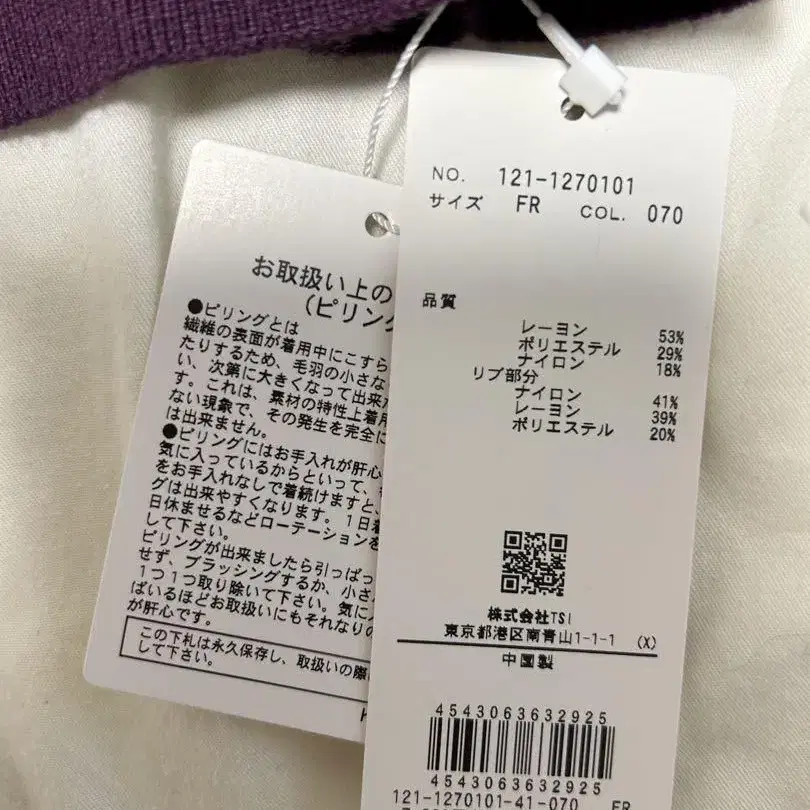 お取扱い上の
（ピリング
●ピリングとは
繊維の表面が着用中にこすら
たりするため、毛羽の小さな
い、次第に大きくなって出来
す。これは、素材の特性上着用
ない現象で、その発生を完全に
は出来ません。
●ピリングにはお手入れが肝心
気に入っているからといって、
をお手入れなしで着続けますと、
グは出来やすくなります。1日着
日休ませるなどローテーションを
して下さい。
ピリングが出来ましたら引っぱっ
せず、ブラッシングするか、小さ
1つ1つ取り除いて下さい。気に入
ばいるほどお取扱いにもそれなりの
が肝心です。
この下札は永久保存し、取扱いの際
して下さい。
NO. 121-1270101
サイズ FR COL. 070
品質
レーヨン 53%
ポリエステル 29%
ナイロン 18%
リブ部分
ナイロン 41%
レーヨン 39%
ポリエステル 20%
株式会社TSI
東京都港区南青山1-1-1 (X)
中国製
4543063632925
4543063632925
121-1270101-41-070 FR